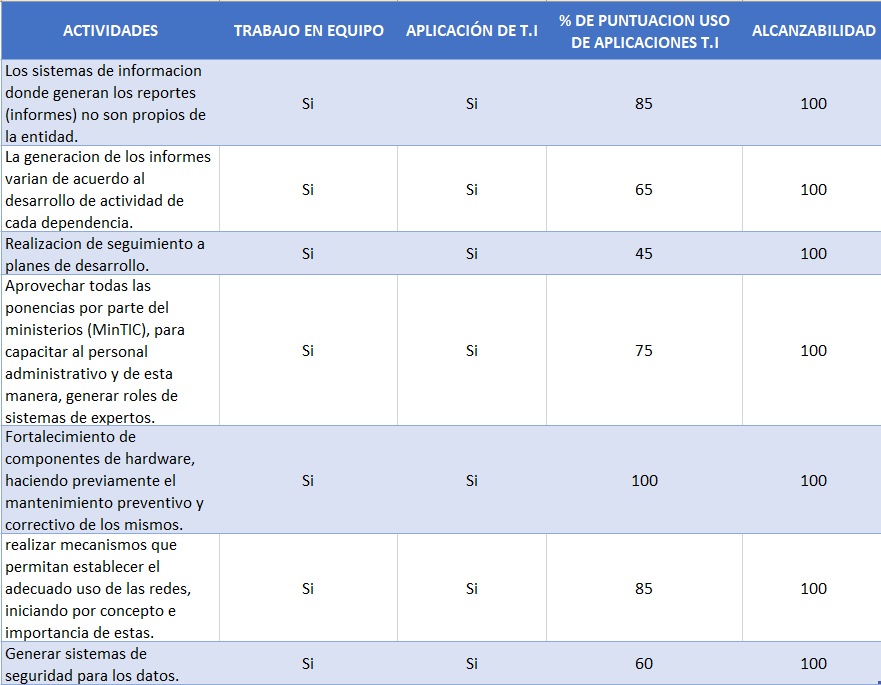 ACTIVIDADES
TRABAJO EN EQUIPO
APLICACIÓN DE T.I
% DE PUNTUACION USO
DE APLICACIONES T.I
ALCANZABILIDAD
Los sistemas de informacion
donde generan los reportes
(informes) no son propios de
la entidad.
Si
Si
85
100
La generacion de los informes
varian de acuerdo al
desarrollo de actividad de
cada dependencia.
Si
Si
65
100
Realizacion de seguimiento a
planes de desarrollo.
Si
Si
45
100
Aprovechar todas las
ponencias por parte del
ministerios (MinTIC), para
capacitar al personal
administrativo y de esta
manera, generar roles de
sistemas de expertos.
Si
Si
75
100
Fortalecimiento de
componentes de hardware,
haciendo previamente el
mantenimiento preventivo y
correctivo de los mismos.
Si
Si
100
100
realizar mecanismos que
permitan establecer el
adecuado uso de las redes,
iniciando por concepto e
importancia de estas.
Si
Si
85
100
Generar sistemas de
seguridad para los datos.
Si
Si
60
100